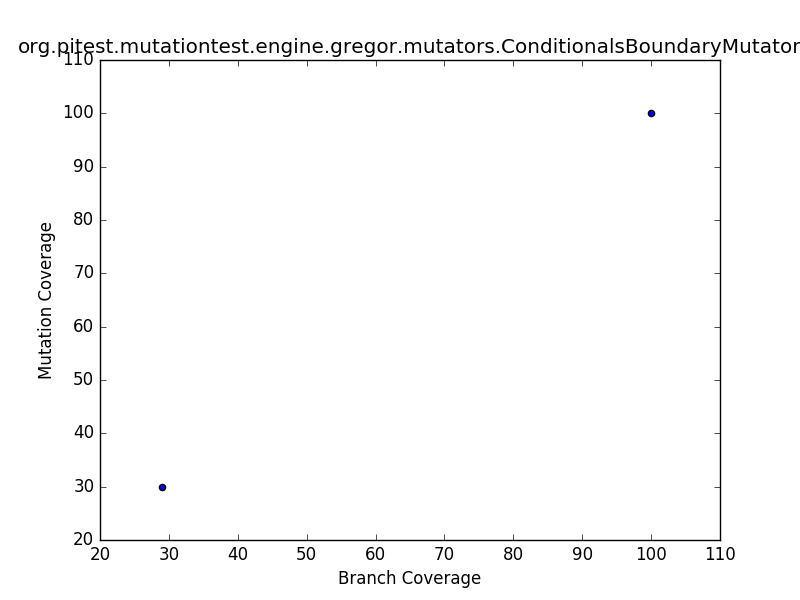 org.pitest.mutationtest.engine.gregor.mutators.ConditionalsBoundaryMutator
110
100
90
80
70
60
50
40
30
20
Mutation Coverage
20 30 40 50 60 70 80 90 100 110
Branch Coverage